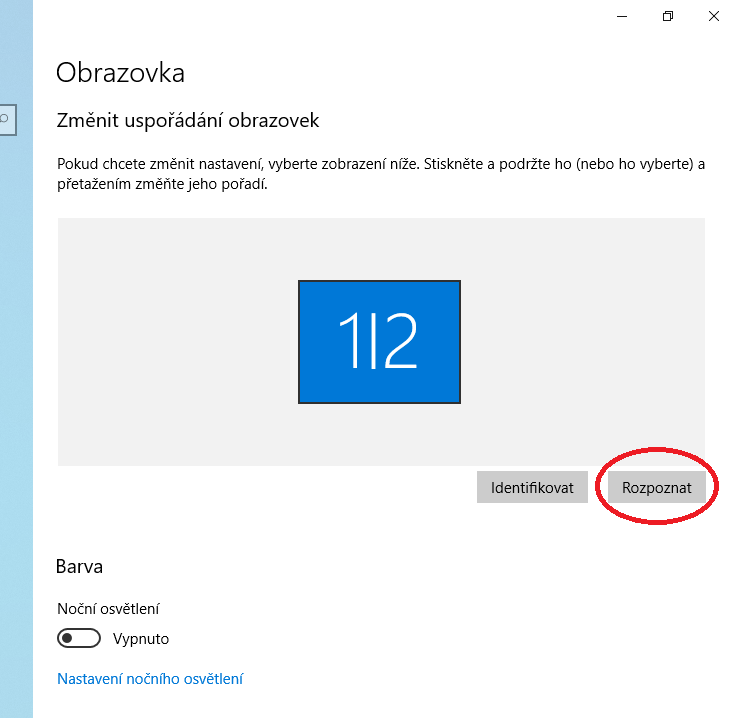 Obrazovka
Změnit uspořádání obrazovek
Pokud chcete změnit nastavení, vyberte zobrazení níže. Stiskněte a podržte ho (nebo ho vyberte) a
přetažením změňte jeho pořadí.
1|2
Identifikovat Rozpoznat
Barva
Noční osvětlení
Vypnuto
Nastavení nočního osvětlení